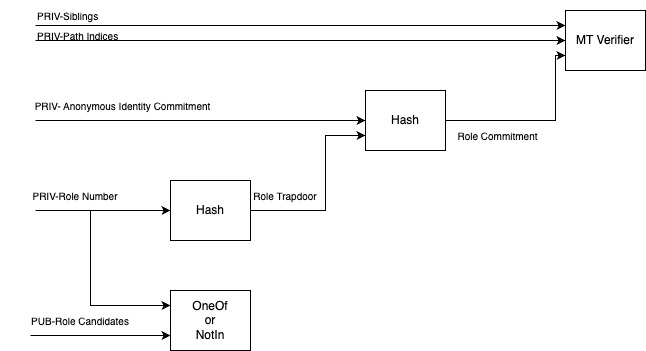 PRIV-Siblings
PRIV-Path Indices
MT Verifier
PRIV- Anonymous Identity Commitment
Hash
Role Commitment
PRIV-Role Number
Hash
Role Trapdoor
OneOf
or
NotIn
PUB-Role Candidates